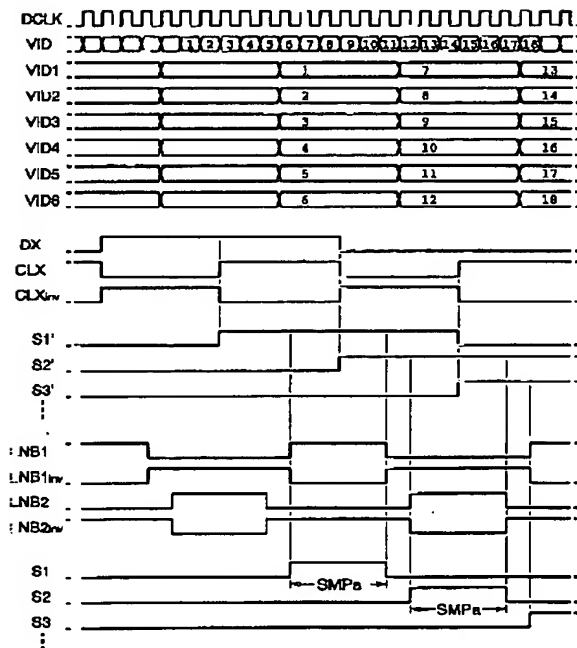 DCLK
VID 1 2 3 4 5 6 7 8 9 10 11 12 13 14 15 16 17 18
VID1 1 7 13
VID2 2 8 14
VID3 3 9 15
VID4 4 10 16
VID5 5 11 17
VID6 6 12 18
DX
CLX
CLXinv
S1'
S2'
S3'
LNB1
LNB1inv
LNB2
LNB2inv
S1 SMPa
S2 SMPa
S3